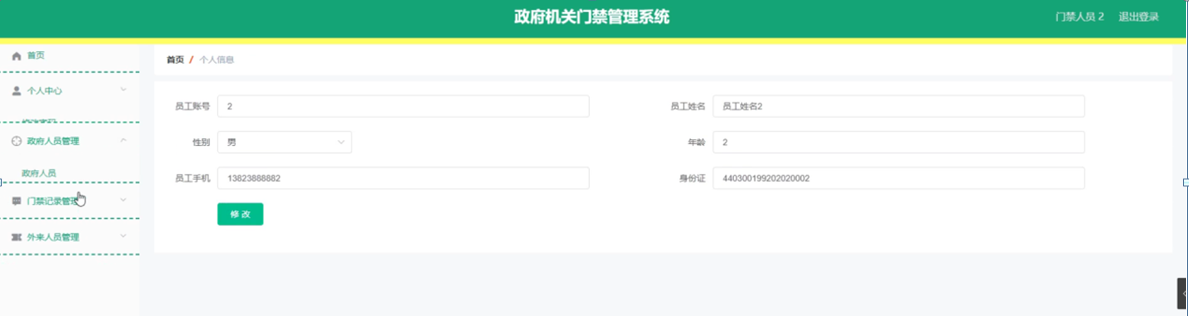 政府机关门禁管理系统
门禁人员 2 退出登录
首页
个人中心
政府人员管理
政府人员
门禁记录管理
外来人员管理
首页 / 个人信息
员工账号 2
员工姓名 员工姓名2
性别 男
年龄 2
员工手机 13823888882
身份证 440300199202020002
修改